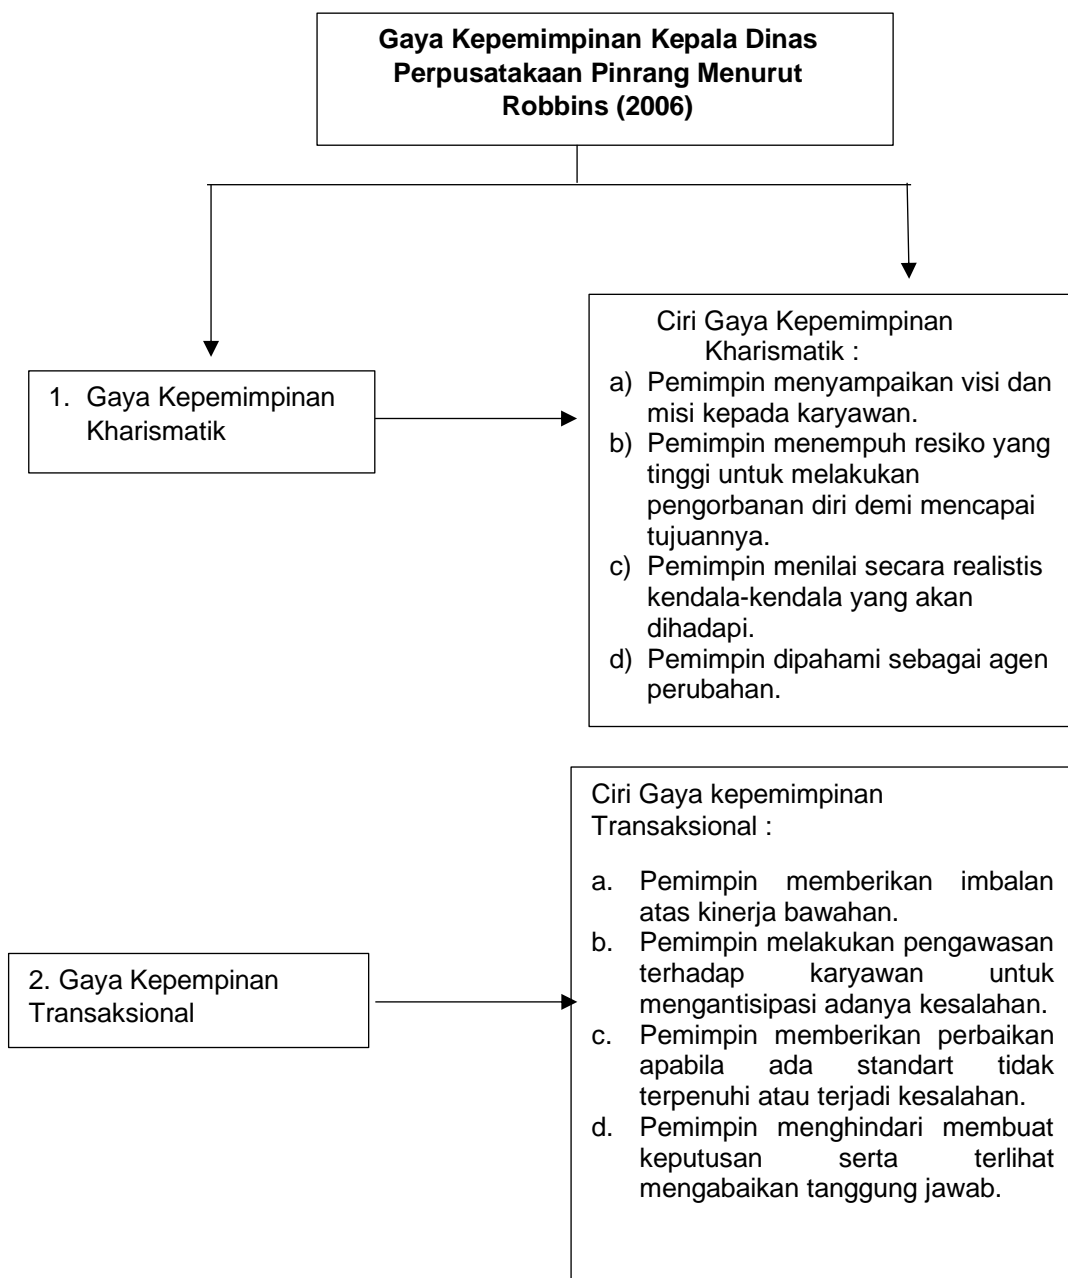 Gaya Kepemimpinan Kepala Dinas
Perpusatakaan Pinrang Menurut
Robbins (2006)
1. Gaya Kepemimpinan
Kharismatik
Ciri Gaya Kepemimpinan
Kharismatik :
a) Pemimpin menyampaikan visi dan
misi kepada karyawan.
b) Pemimpin menempuh resiko yang
tinggi untuk melakukan
pengorbanan diri demi mencapai
tujuannya.
c) Pemimpin menilai secara realistis
kendala-kendala yang akan
dihadapi.
d) Pemimpin dipahami sebagai agen
perubahan.
2. Gaya Kepempinan
Transaksional
Ciri Gaya kepemimpinan
Transaksional :
a. Pemimpin memberikan imbalan
atas kinerja bawahan.
b. Pemimpin melakukan pengawasan
terhadap karyawan untuk
mengantisipasi adanya kesalahan.
c. Pemimpin memberikan perbaikan
apabila ada standart tidak
terpenuhi atau terjadi kesalahan.
d. Pemimpin menghindari membuat
keputusan serta terlihat
mengabaikan tanggung jawab.